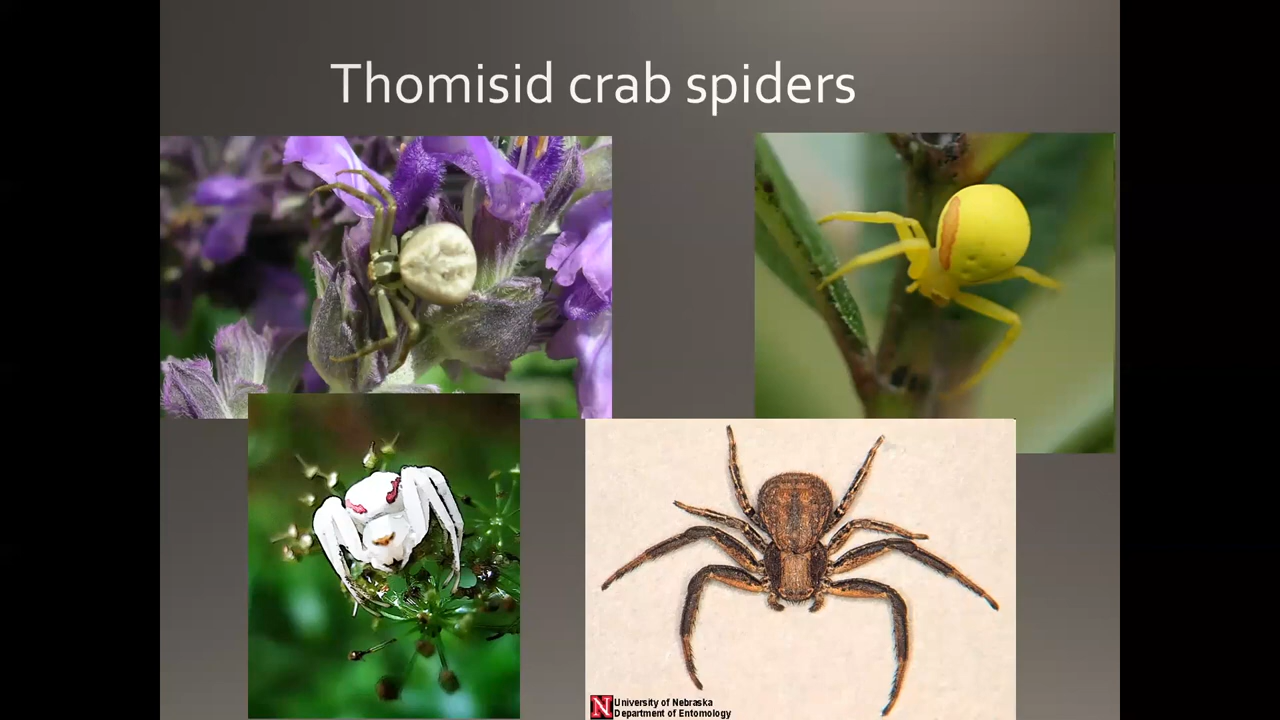 Thomisid crab spiders
N
University of Nebraska
Department of Entomology